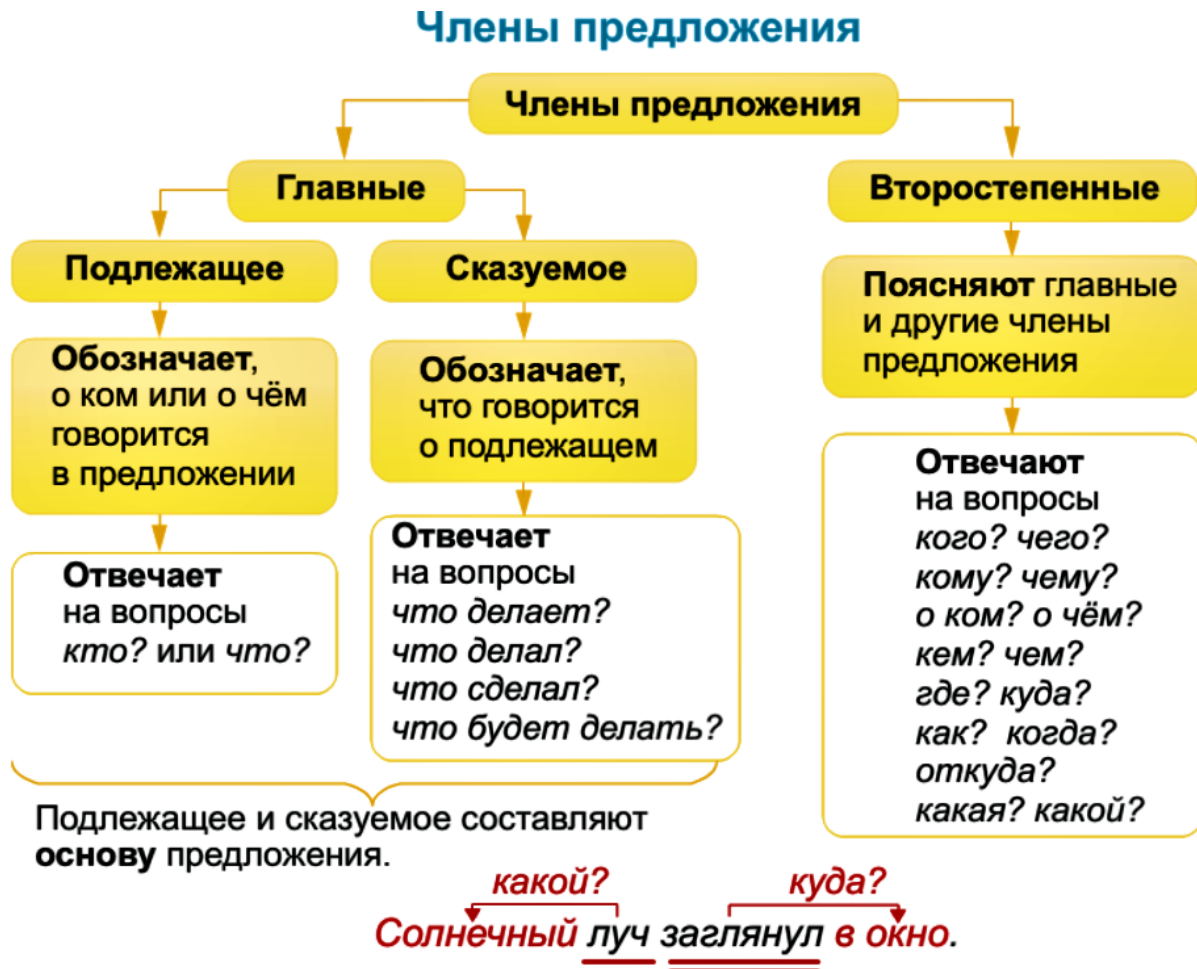 Члены предложения
Члены предложения
Главные
Второстепенные
Подлежащее
Сказуемое
Обозначает,
о ком или о чём
говорится
в предложении
Обозначает,
что говорится
о подлежащем
Поясняют главные
и другие члены
предложения
Отвечает
на вопросы
кто? или что?
Отвечает
на вопросы
что делает?
что делал?
что сделал?
что будет делать?
Отвечают
на вопросы
кого? чего?
кому? чему?
о ком? о чём?
кем? чем?
где? куда?
как? когда?
откуда?
какая? какой?
Подлежащее и сказуемое составляют
основу предложения.
какой? куда?
Солнечный луч заглянул в окно.